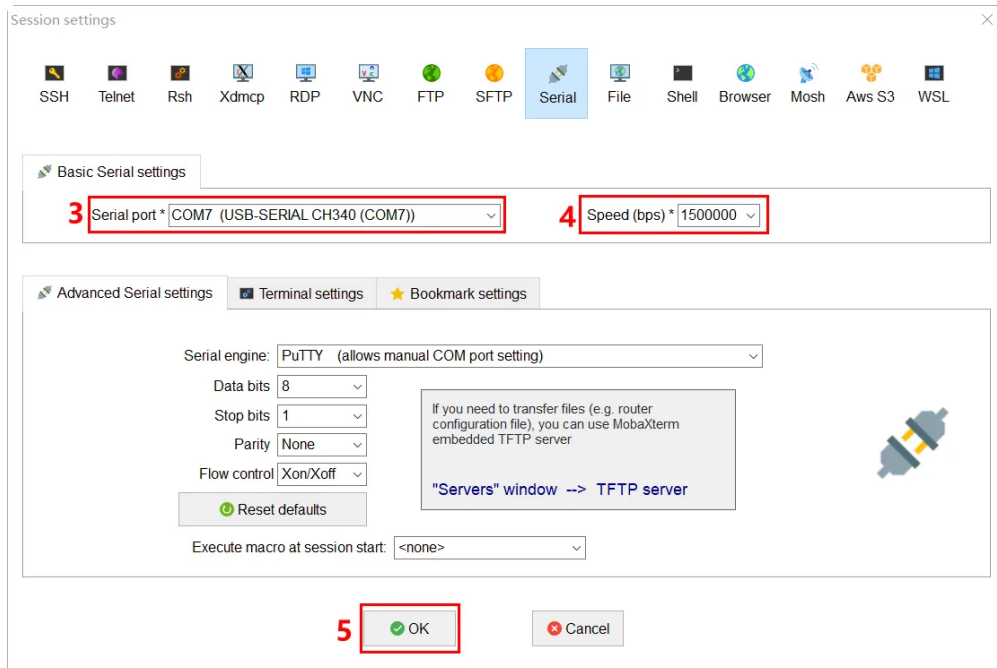 Session settings
SSH Telnet Rsh Xdmcp RDP VNC FTP SFTP Serial File Shell Browser Mosh Aws S3 WSL
Basic Serial settings
3 Serial port * COM7 (USB-SERIAL CH340 (COM7)) 4 Speed (bps) * 1500000
Advanced Serial settings Terminal settings Bookmark settings
Serial engine: PuTTY (allows manual COM port setting)
Data bits 8
Stop bits 1
Parity None
Flow control Xon/Xoff
Reset defaults
If you need to transfer files (e.g. router
configuration file), you can use MobaXterm
embedded TFTP server
"Servers" window --> TFTP server
Execute macro at session start: <none>
5 OK Cancel